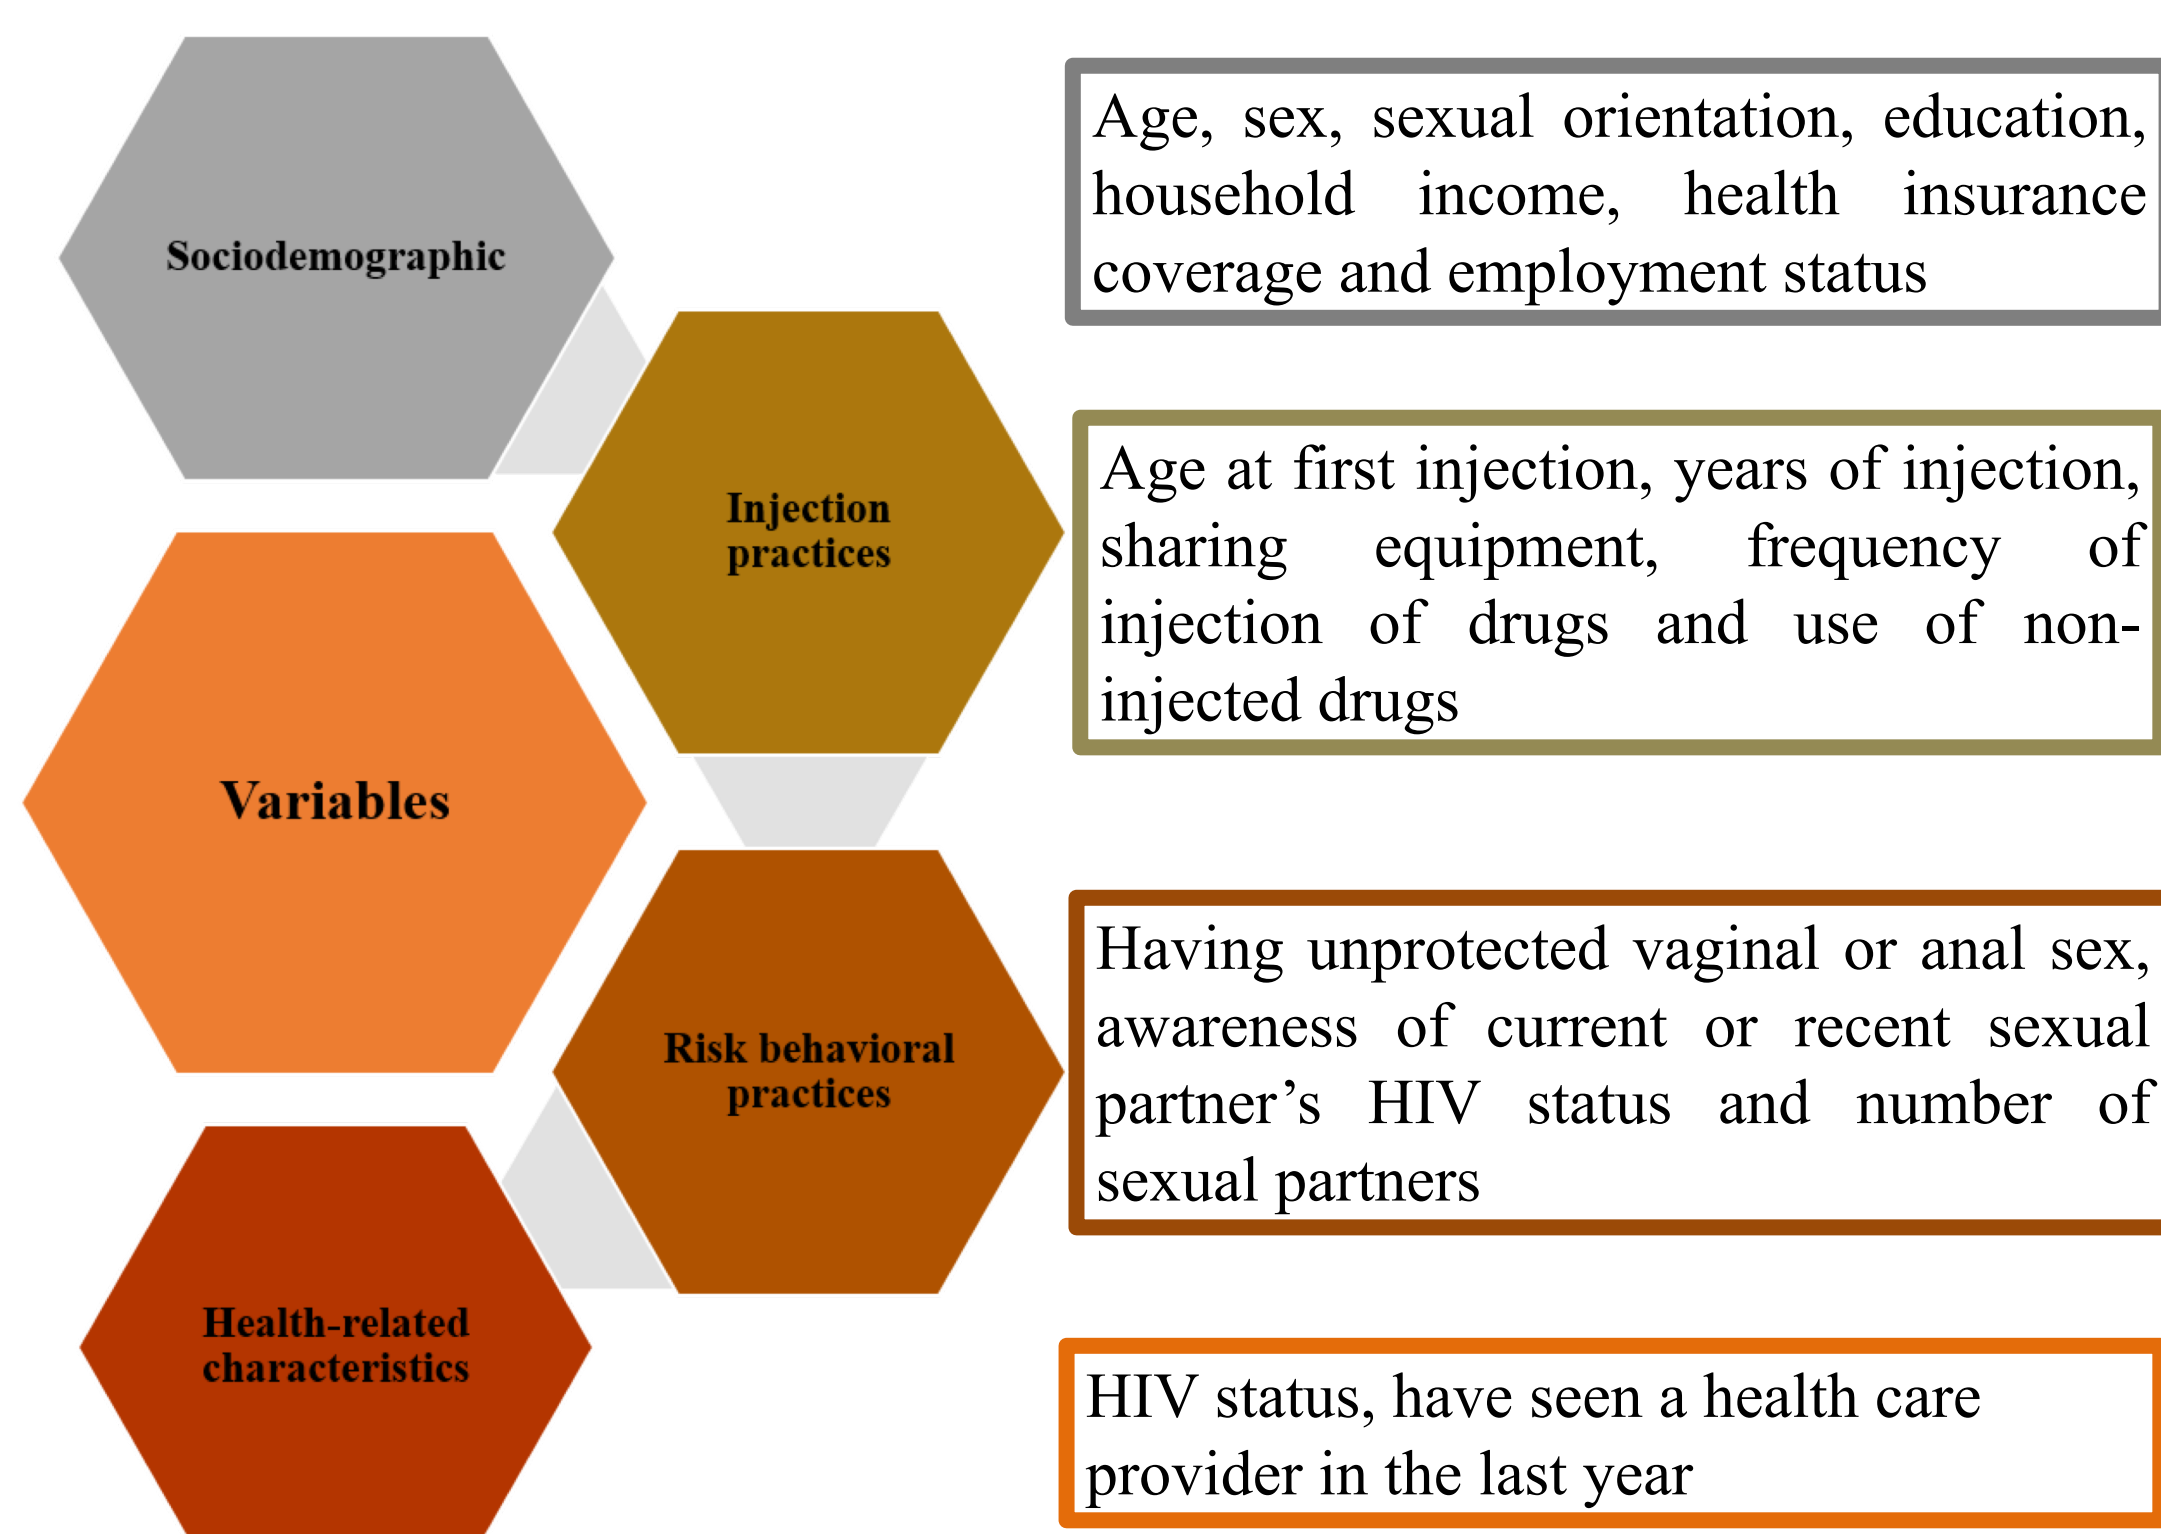 Sociodemographic
Age, sex, sexual orientation, education,
household income, health insurance
coverage and employment status
Injection
practices
Age at first injection, years of injection,
sharing equipment, frequency of
injection of drugs and use of non-
injected drugs
Variables
Risk behavioral
practices
Having unprotected vaginal or anal sex,
awareness of current or recent sexual
partner’s HIV status and number of
sexual partners
Health-related
characteristics
HIV status, have seen a health care
provider in the last year